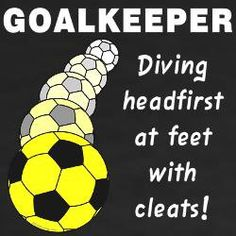 GOALKEEPER
Diving
headfirst
at feet
with
cleats!